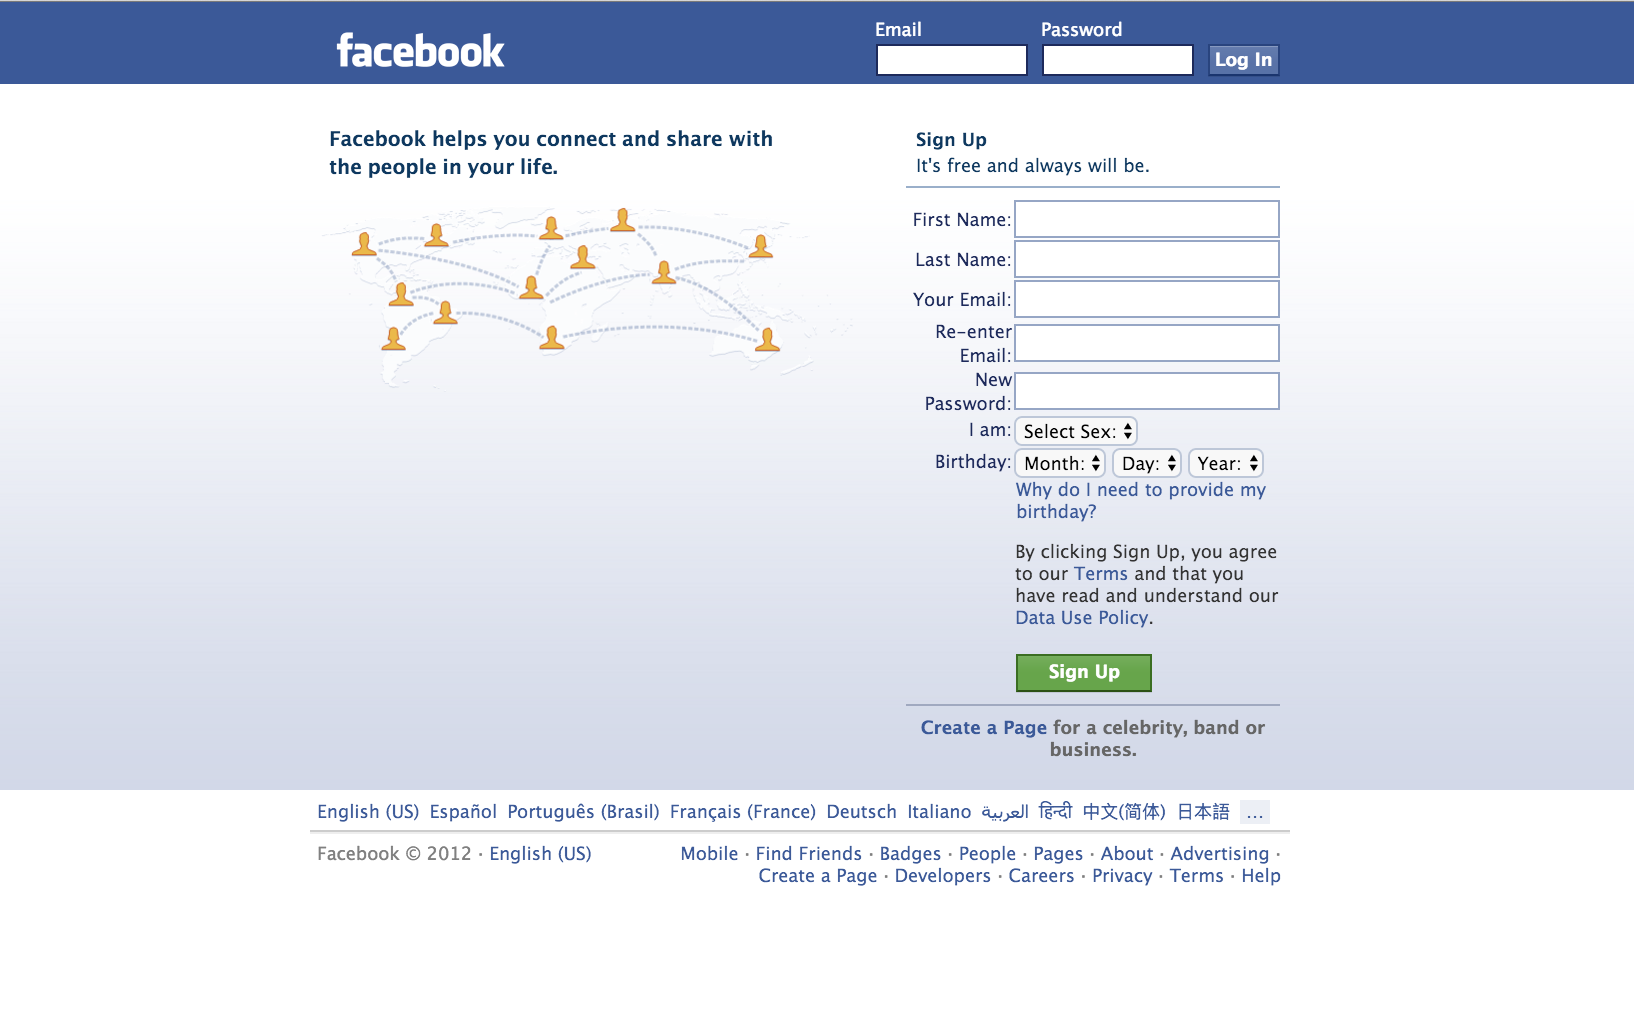 facebook
Email
Password
Log In
Facebook helps you connect and share with
the people in your life.
Sign Up
It's free and always will be.
First Name:
Last Name:
Your Email:
Re-enter
Email:
New
Password:
I am:
Select Sex:
Birthday:
Month: Day: Year:
Why do I need to provide my
birthday?
By clicking Sign Up, you agree
to our Terms and that you
have read and understand our
Data Use Policy.
Sign Up
Create a Page for a celebrity, band or
business.
English (US) Español Português (Brasil) Français (France) Deutsch Italiano العربية हिन्दी 中文(简体) 日本語 ...
Facebook © 2012 · English (US)
Mobile · Find Friends · Badges · People · Pages · About · Advertising ·
Create a Page · Developers · Careers · Privacy · Terms · Help